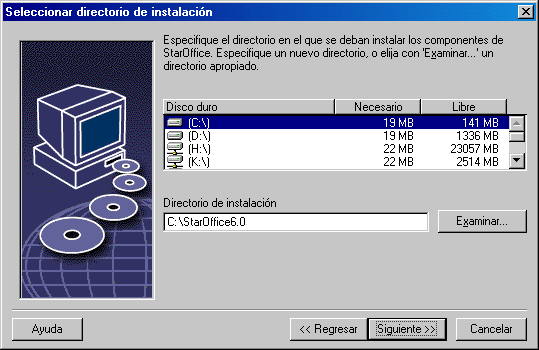 Seleccionar directorio de instalación
Especifique el directorio en el que se deban instalar los componentes de
StarOffice. Especifique un nuevo directorio, o elija con 'Examinar...' un
directorio apropiado.
Disco duro Necesario Libre
(C:\) 19 MB 141 MB
(D:\) 19 MB 1336 MB
(H:\) 22 MB 23057 MB
(K:\) 22 MB 2514 MB
Directorio de instalación
C:\StarOffice6.0 Examinar...
Ayuda << Regresar Siguiente >> Cancelar